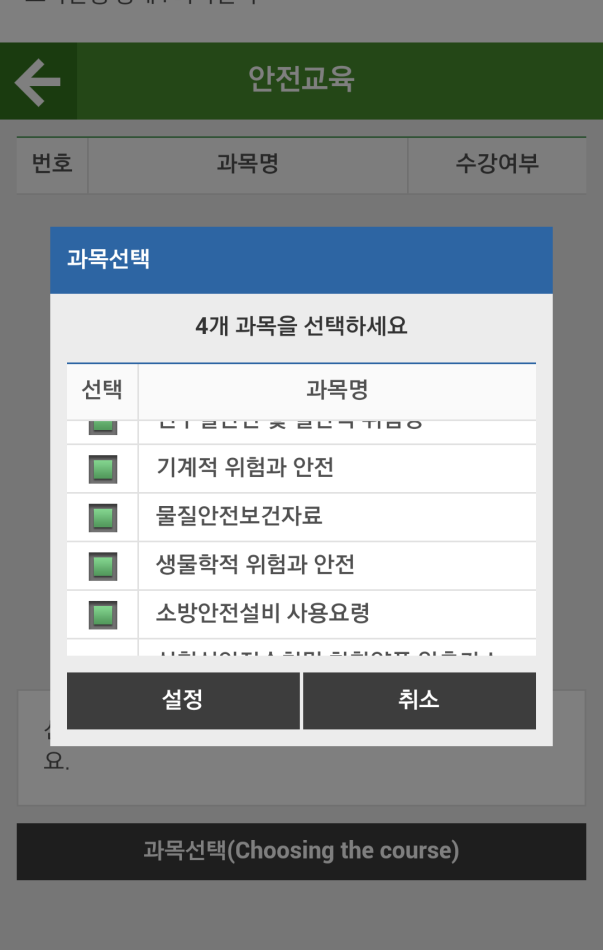 안전교육
번호 과목명 수강여부
과목선택
4개 과목을 선택하세요
선택 과목명
기계적 위험과 안전
물질안전보건자료
생물학적 위험과 안전
소방안전설비 사용요령
설정 취소
요.
과목선택(Choosing the course)